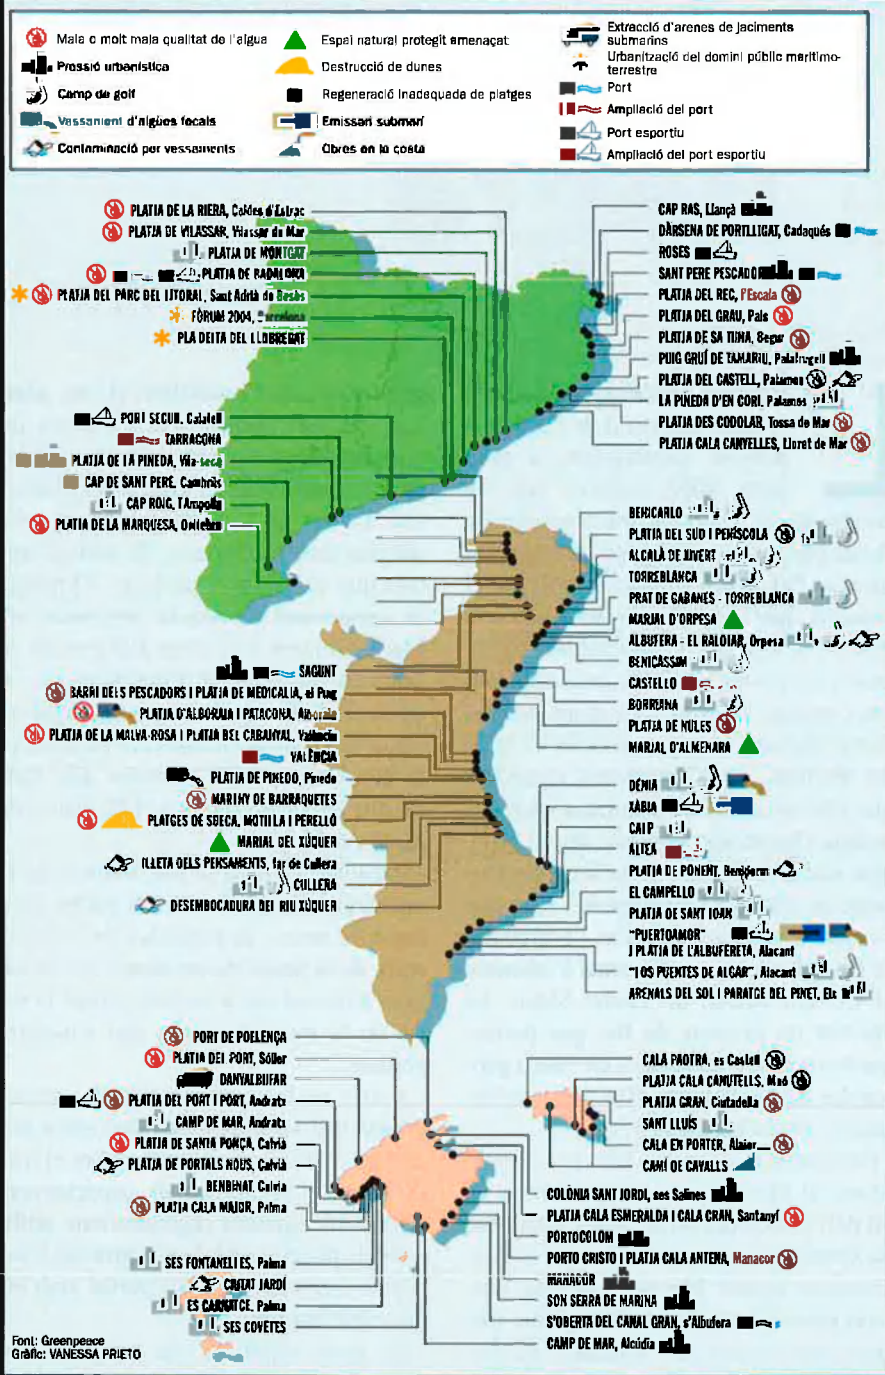 Mala o molt mala qualitat de l'aigua
Pressió urbanística
Camp de golf
Vessament d'aigües fecals
Contaminació per vessaments
Espai natural protegit amenaçat
Destrucció de dunes
Regeneració inadequada de platges
Emissari submarí
Obres en la costa
Extracció d'arenes de jaciments
submarins
Urbanització del domini públic marítimo-
terrestre
Port
Ampliació del port
Port esportiu
Ampliació del port esportiu
PLATJA DE LA RIERA, Caldes d'Estrac
PLATJA DE VILASSAR, Vilassar de Mar
PLATJA DE MONTGAT
PLATJA DE BADALONA
PLATJA DEL PARC DEL LITORAL, Sant Adrià de Besòs
FÒRUM 2004, Barcelona
PLA DELTA DEL LLOBREGAT
PORT SEGUR, Calafell
TARRAGONA
PLATJA DE LA PINEDA, Vila-seca
CAP DE SANT PERE, Cambrils
CAP ROIG, l'Ampolla
PLATJA DE LA MARQUESA, Deltebre
CAP RAS, Llançà
DÀRSENA DE PORTLLIGAT, Cadaqués
ROSES
SANT PERE PESCADOR
PLATJA DEL REC, l'Escala
PLATJA DEL GRAU, Pals
PLATJA DE SA TUNA, Begur
PUIG GRUÍ DE TAMARIU, Palafrugell
PLATJA DEL CASTELL, Palamós
LA PINEDA D'EN GORI, Palamós
PLATJA DES CODOLAR, Tossa de Mar
PLATJA CALA CANYELLES, Lloret de Mar
BENICARLO
PLATJA DEL SUD I PENÍSCOLA
ALCALÀ DE XIVERT
TORREBLANCA
PRAT DE CABANES - TORREBLANCA
MARJAL D'ORPESA
ALBUFERA - EL BALCIAR, Orpesa
BENICÀSSIM
CASTELLO
BORRIANA
PLATJA DE NULES
MARJAL D'ALMENARA
SAGUNT
BARRI DELS PESCADORS I PLATJA DE MEDICALIA, el Puig
PLATJA D'ALBORAIA I PATACONA, Alboraia
PLATJA DE LA MALVA-ROSA I PLATJA DEL CABANYAL, València
VALÈNCIA
PLATJA DE PINEDO, Pinedo
MARINY DE BARRAQUETES
PLATGES DE SUECA, MOTILLA I PERELLÓ
MARJAL DEL XÚQUER
ILLETA DELS PENSAMENTS, far de Cullera
CULLERA
DESEMBOCADURA DEL RIU XÚQUER
DÉNIA
XÀBIA
CALP
ALTEA
PLATJA DE PONENT, Benidorm
EL CAMPELLO
PLATJA DE SANT JOAN
"PUERTOAMOR"
I PLATJA DE L'ALBUFERETA, Alacant
"LOS PUENTES DE ALGAR", Alacant
ARENALS DEL SOL I PARATGE DEL PINET, Elx
PORT DE POLLENÇA
PLATJA DEL PORT, Sóller
BANYALBUFAR
PLATJA DEL PORT I PORT, Andratx
CAMP DE MAR, Andratx
PLATJA DE SANTA PONÇA, Calvià
PLATJA DE PORTALS NOUS, Calvià
BENDINAT, Calvià
PLATJA CALA MAJOR, Palma
SES FONTANELLES, Palma
CIUTAT JARDÍ
ES CARNATGE, Palma
SES COVETES
CALA PADERA, es Castell
PLATJA CALA CANUTELLS, Maó
PLATJA GRAN, Ciutadella
SANT LLUÍS
CALA EN PORTER, Alaior
CAMÍ DE CAVALLS
COLÒNIA SANT JORDI, ses Salines
PLATJA CALA ESMERALDA I CALA GRAN, Santanyí
PORTOCOLOM
PORTO CRISTO I PLATJA CALA ANTENA, Manacor
MANACOR
SON SERRA DE MARINA
S'OBERTA DEL CANAL GRAN, s'Albufera
CAMP DE MAR, Alcúdia
Font: Greenpeace
Gràfic: VANESSA PRIETO